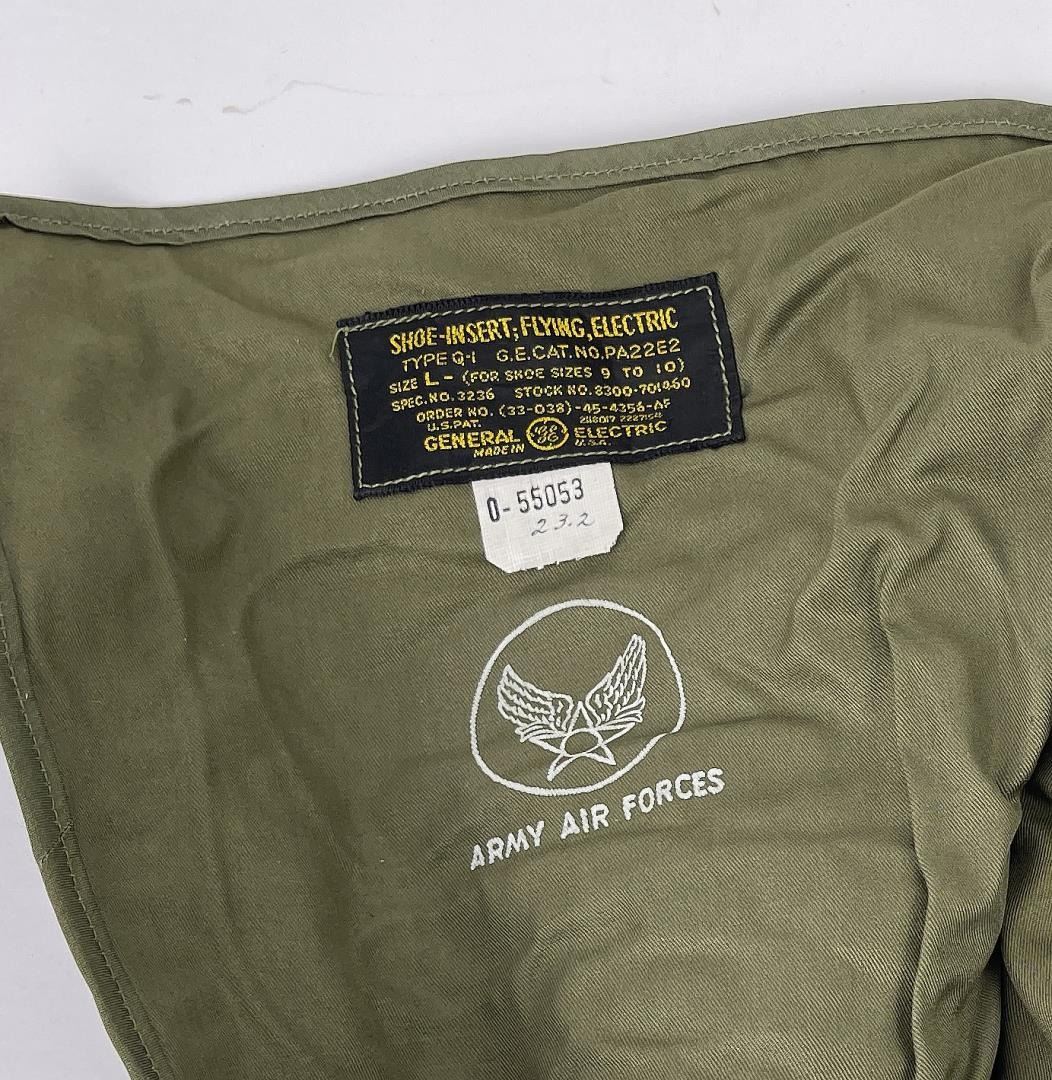 SHOE-INSERT; FLYING, ELECTRIC
TYPE Q-1 G.E. CAT. NO. PA22E2
SIZE L - (FOR SHOE SIZES 9 TO 10)
SPEC. NO. 3236 STOCK NO. 8300-701460
ORDER NO. (33-038)-45-4356-AF
U.S. PAT.
GENERAL GE ELECTRIC
MADE IN U.S.A.
0-55053
23.2
ARMY AIR FORCES